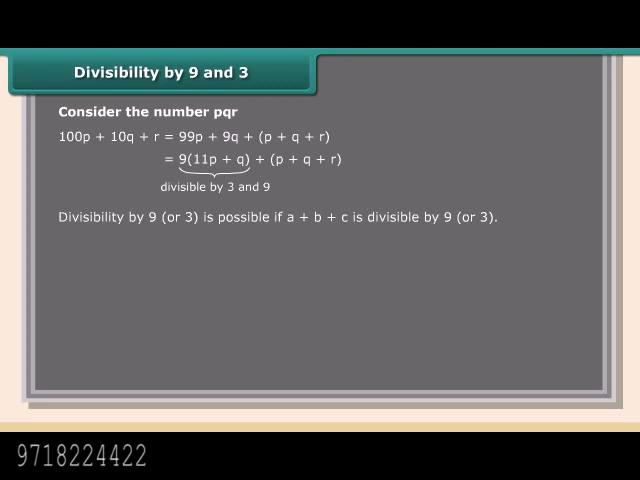 Divisibility by 9 and 3
Consider the number pqr
100p + 10q + r = 99p + 9q + (p + q + r)
= 9(11p + q) + (p + q + r)
divisible by 3 and 9
Divisibility by 9 (or 3) is possible if a + b + c is divisible by 9 (or 3).
9718224422